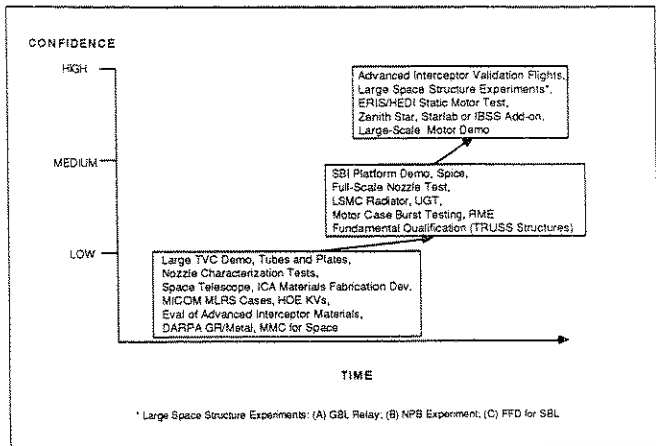 CONFIDENCE
HIGH
Advanced Interceptor Validation Flights,
Large Space Structure Experiments*,
ERIS/HEDI Static Motor Test,
Zenith Star, Starlab or IBSS Add-on,
Large-Scale Motor Demo
MEDIUM
SBI Platform Demo, Spice,
Full-Scale Nozzle Test,
LSMC Radiator, UGT,
Motor Case Burst Testing, RME
Fundamental Qualification (TRUSS Structures)
LOW
Large TVC Demo, Tubes and Plates,
Nozzle Characterization Tests,
Space Telescope, ICA Materials Fabrication Dev.
MICOM MLRS Cases, HOE KVs,
Eval of Advanced Interceptor Materials,
DARPA GR/Metal, MMC for Space
TIME
* Large Space Structure Experiments: (A) GBL Relay; (B) NPB Experiment; (C) FFD for SBL